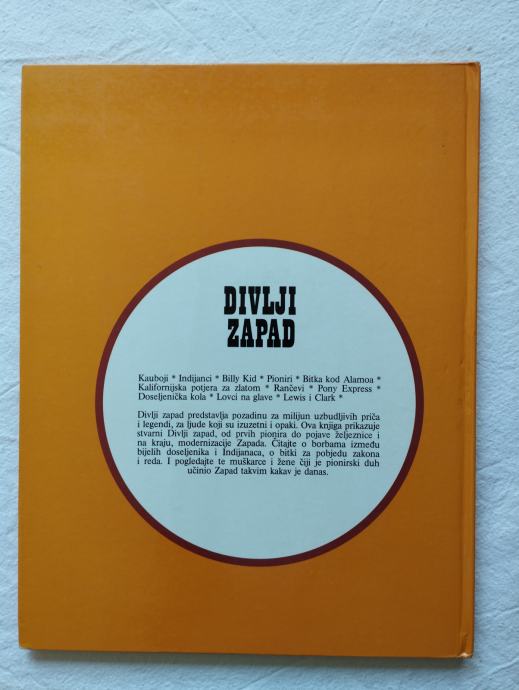 DIVLJI
ZAPAD
Kauboji * Indijanci * Billy Kid * Pioniri * Bitka kod Alamoa *
Kalifornijska potjera za zlatom * Rančevi * Pony Express *
Doseljenička kola * Lovci na glave * Lewis i Clark *
Divlji zapad predstavlja pozadinu za milijun uzbudljivih priča
i legendi, za ljude koji su izuzetni i opaki. Ova knjiga prikazuje
stvarni Divlji zapad, od prvih pionira do pojave željeznice i
na kraju, modernizacije Zapada. Čitajte o borbama između
bijelih doseljenika i Indijanaca, o bitki za pobjedu zakona
i reda. I pogledajte te muškarce i žene čiji je pionirski duh
učinio Zapad takvim kakav je danas.